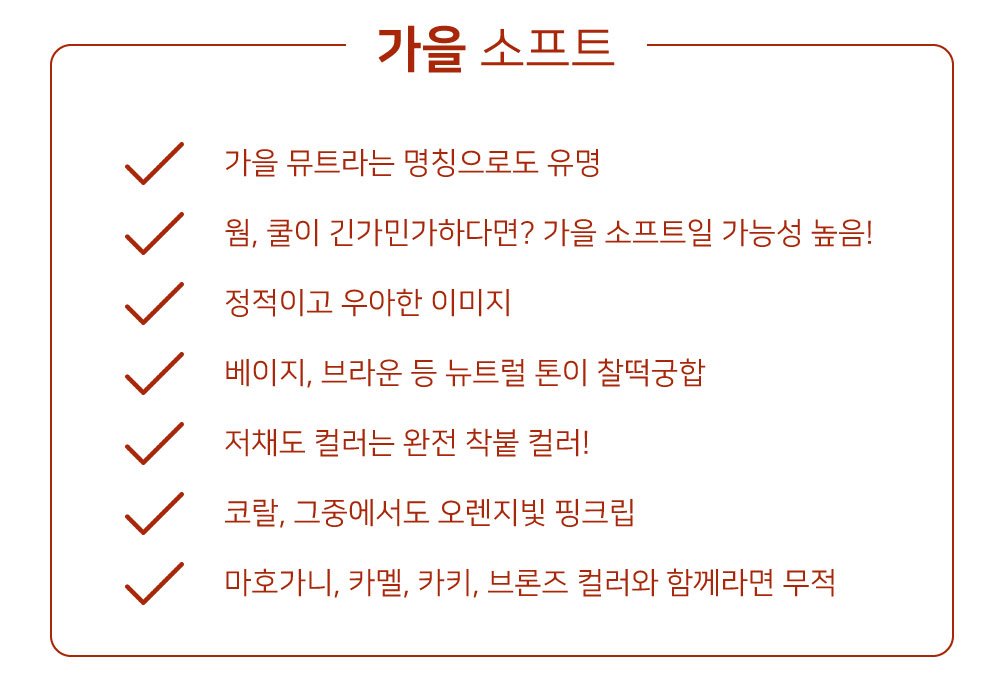 가을 소프트
가을 뮤트라는 명칭으로도 유명
웜, 쿨이 긴가민가하다면? 가을 소프트일 가능성 높음!
정적이고 우아한 이미지
베이지, 브라운 등 뉴트럴 톤이 찰떡궁합
저채도 컬러는 완전 착붙 컬러!
코랄, 그중에서도 오렌지빛 핑크립
마호가니, 카멜, 카키, 브론즈 컬러와 함께라면 무적